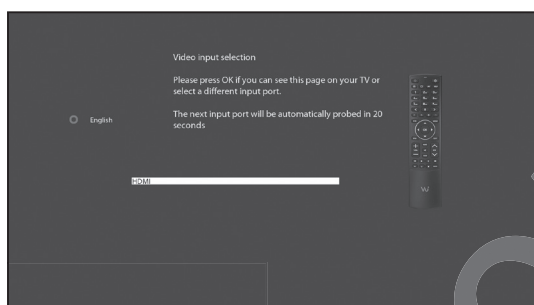 Video input selection
Please press OK if you can see this page on your TV or
select a different input port.
The next input port will be automatically probed in 20
seconds
English
HDMI